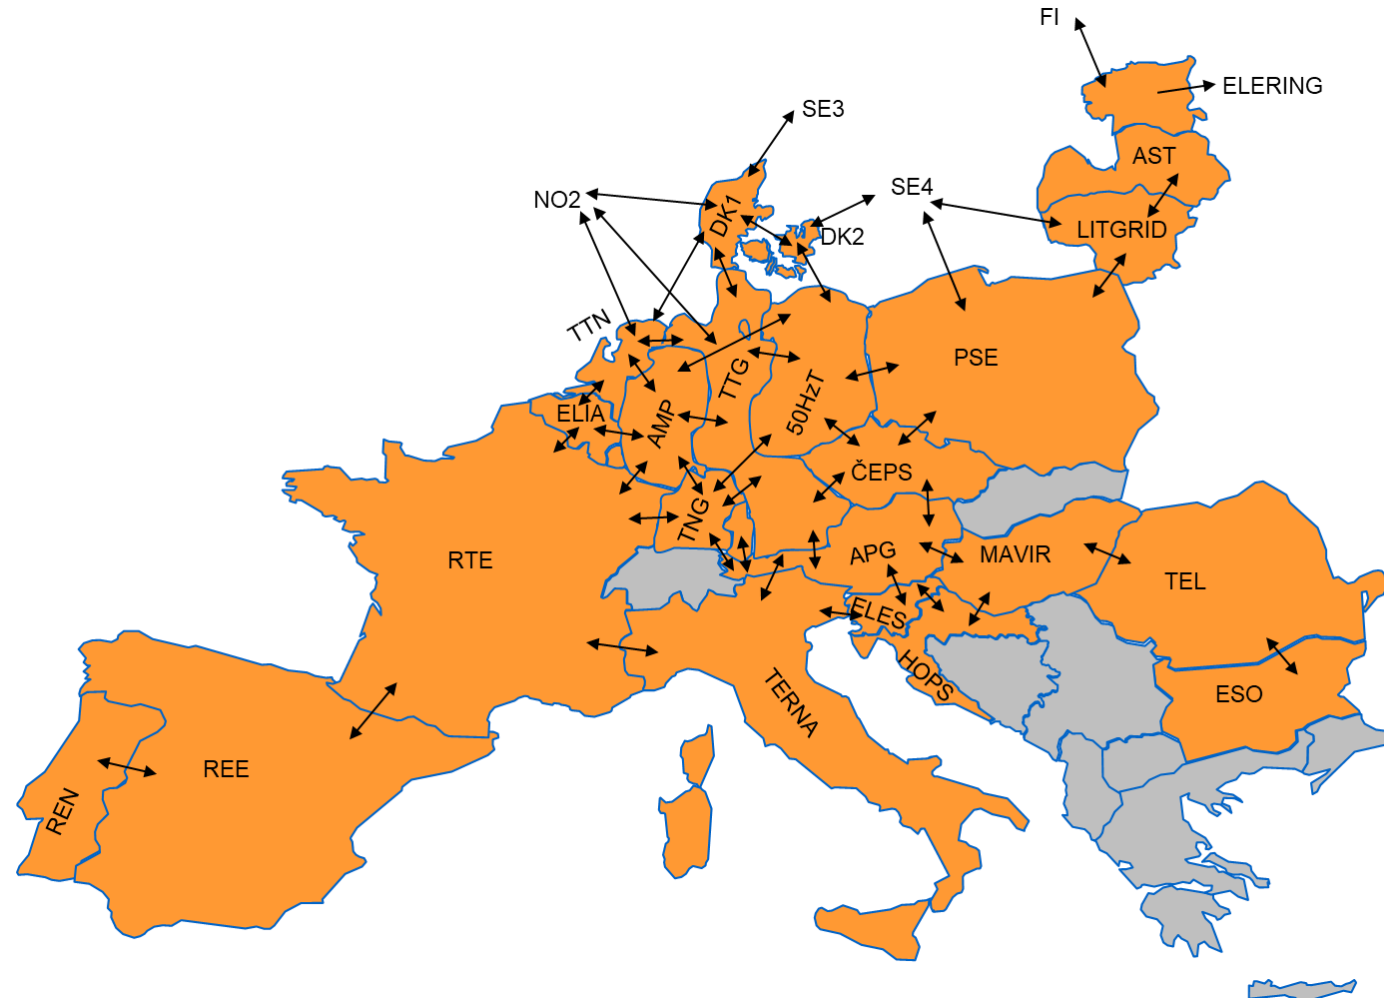 FI
ELERING
SE3
AST
SE4
NO2
DK1
LITGRID
DK2
TTN
PSE
TTG
50HzT
ELIA
AMP
ČEPS
TNG
APG
MAVIR
RTE
TEL
ELES
HOPS
ESO
TERNA
REE
REN